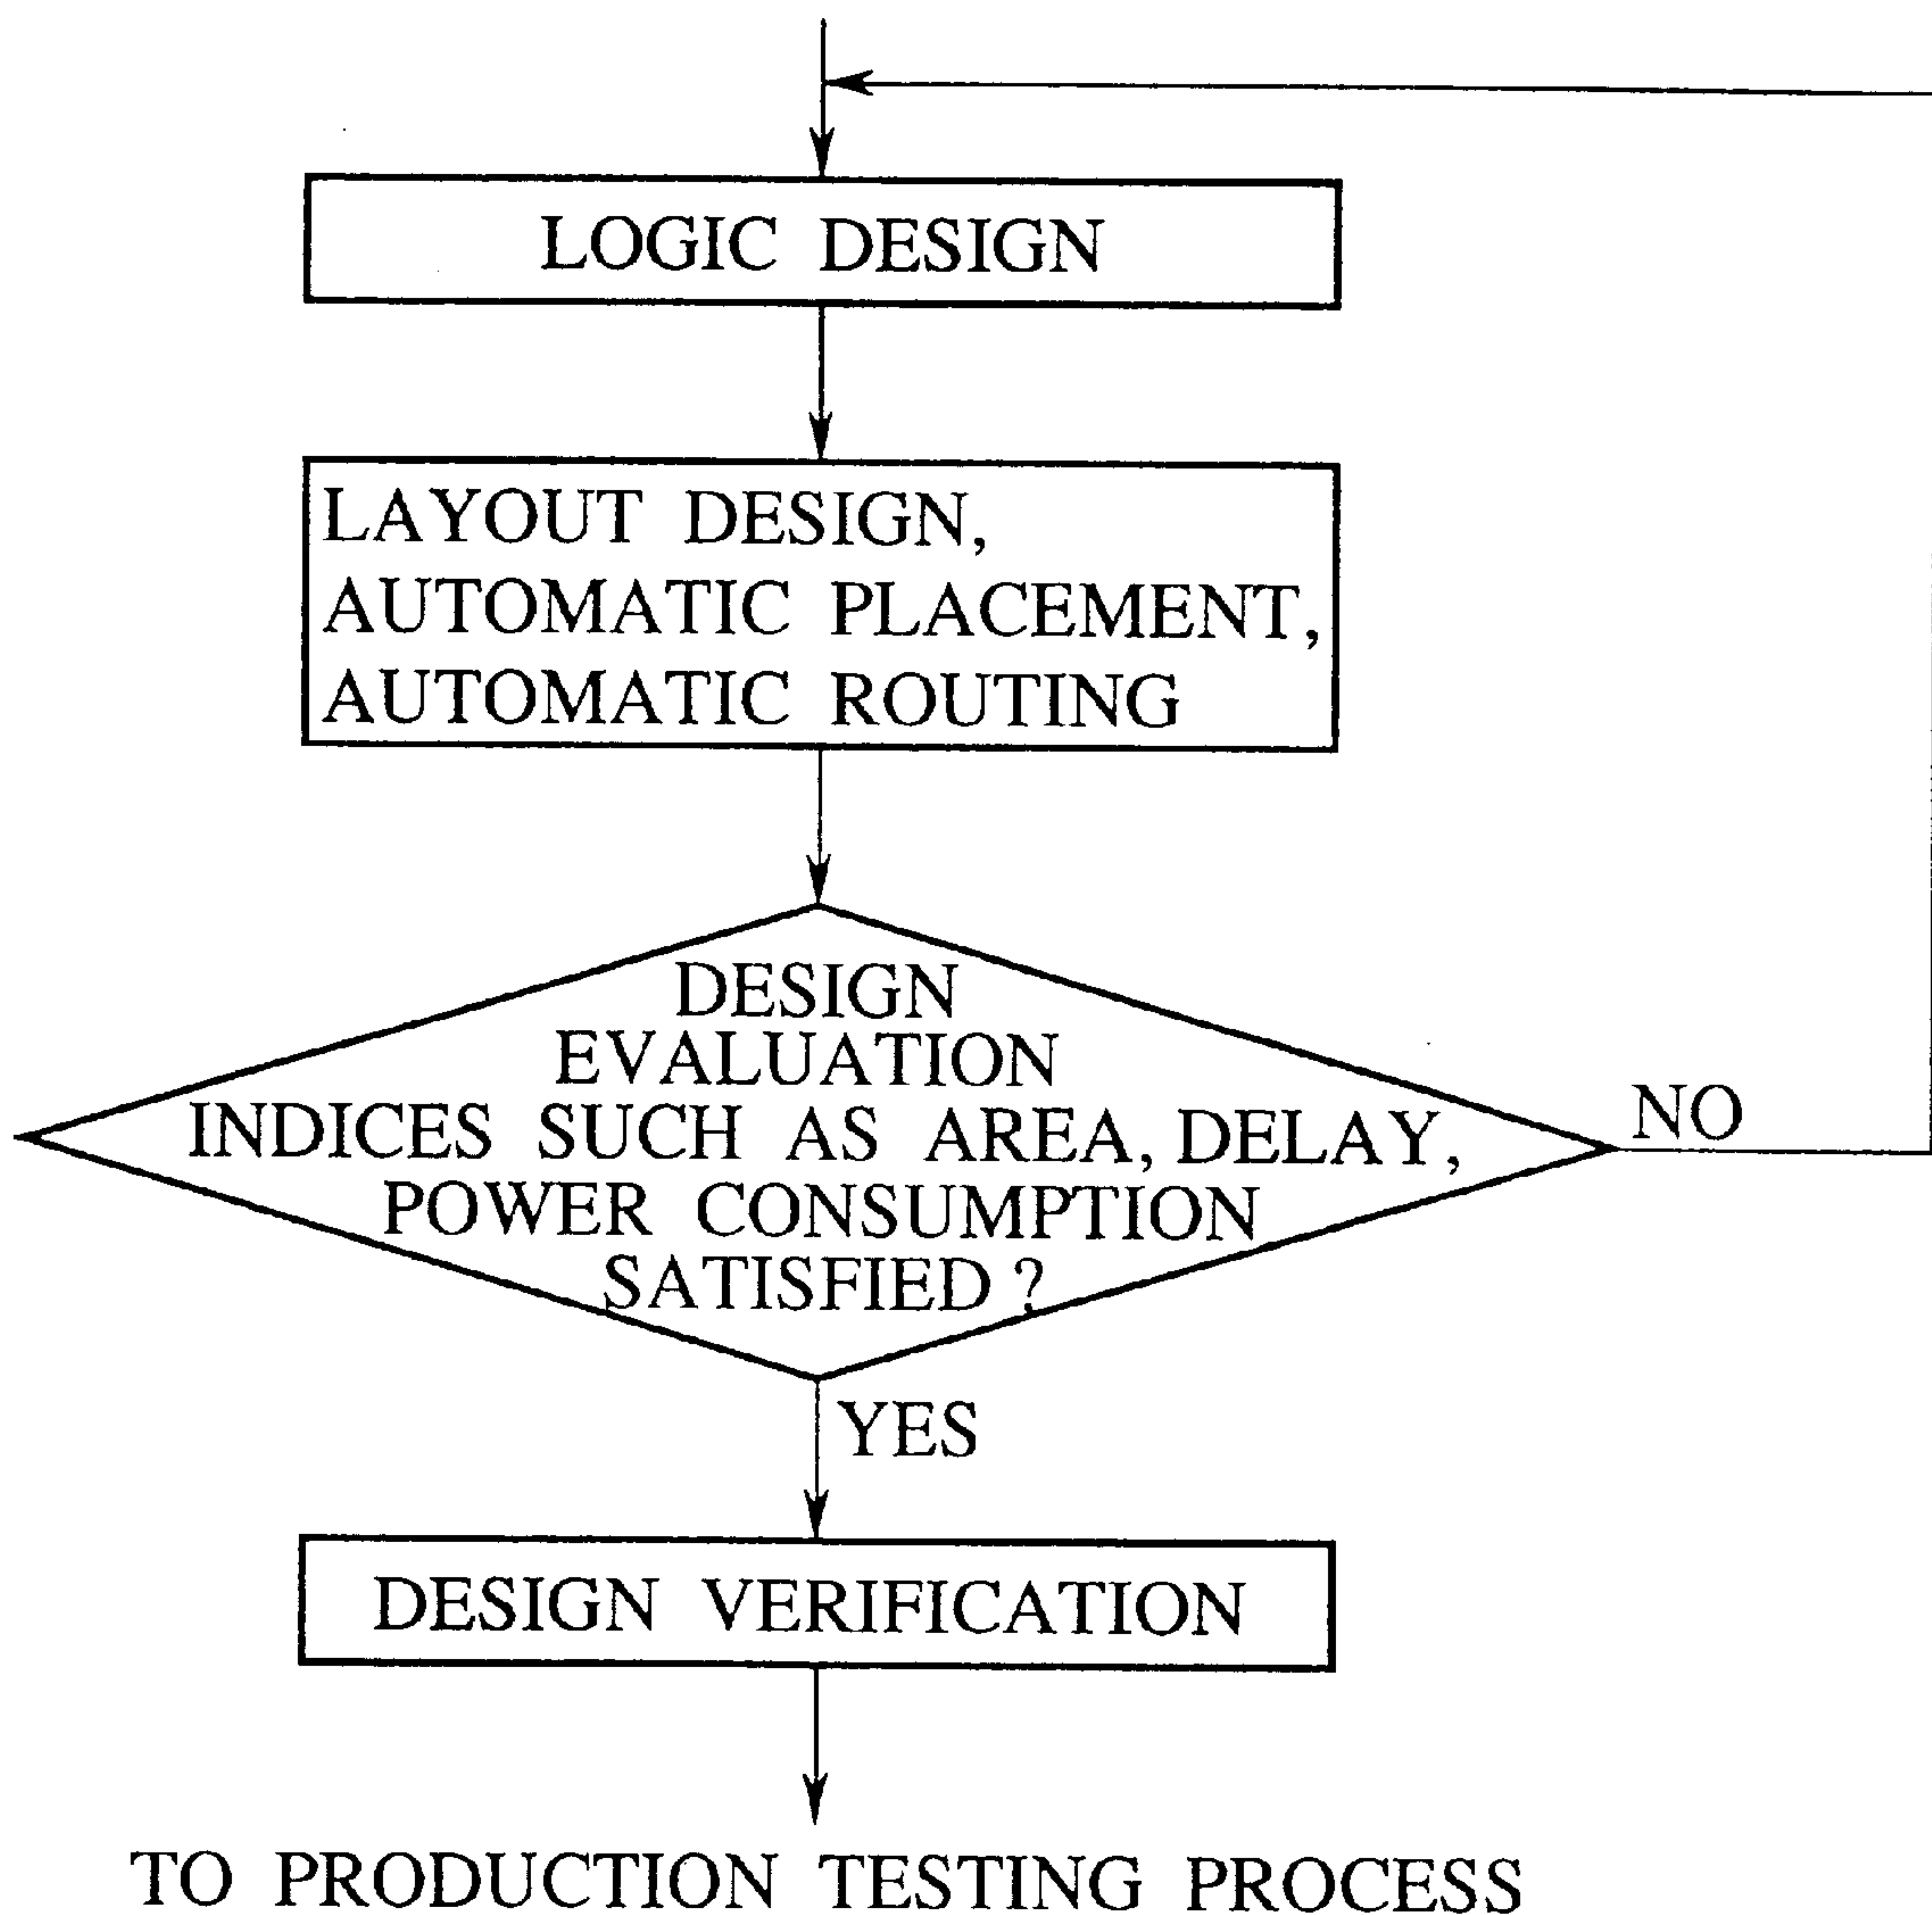 LOGIC DESIGN
LAYOUT DESIGN,
AUTOMATIC PLACEMENT,
AUTOMATIC ROUTING
DESIGN
EVALUATION
INDICES SUCH AS AREA, DELAY,
POWER CONSUMPTION
SATISFIED ?
NO
YES
DESIGN VERIFICATION
TO PRODUCTION TESTING PROCESS